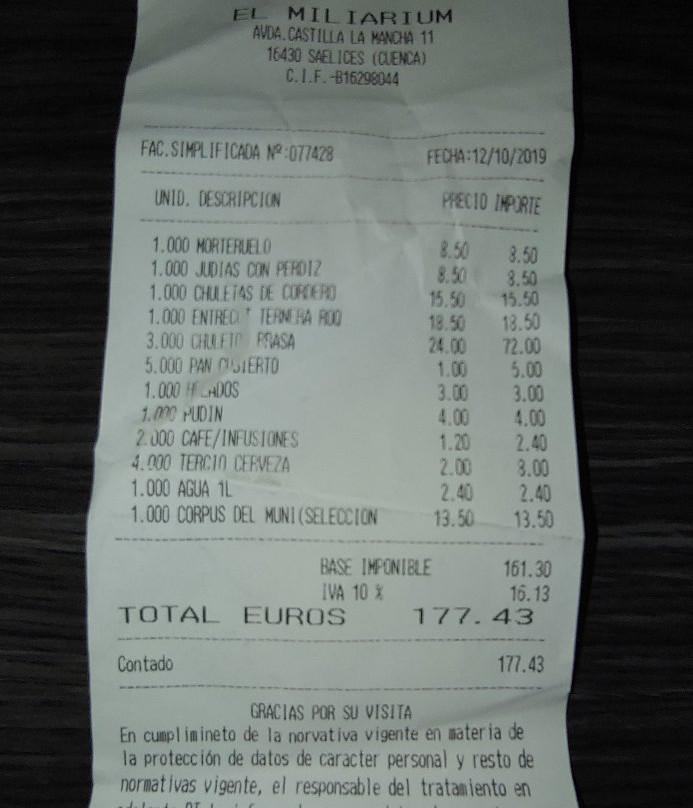 EL MILIARIUM
AVDA.CASTILLA LA MANCHA 11
16430 SAELICES (CUENCA)
C.I.F.-B16298044
FAC.SIMPLIFICADA Nº:077428 FECHA:12/10/2019
UNID. DESCRIPCION PRECIO IMPORTE
1.000 MORTERUELO 8.50 8.50
1.000 JUDIAS CON PERDIZ 8.50 8.50
1.000 CHULETAS DE CORDERO 15.50 15.50
1.000 TERNERA 18.50 18.50
3.000 BRASA 24.00 72.00
5.000 PAN CUBIERTO 1.00 5.00
1.000 HELADOS 3.00 3.00
1.000 PUDIN 4.00 4.00
2.000 CAFE/INFUSIONES 1.20 2.40
4.000 TERCIO CERVEZA 2.00 8.00
1.000 AGUA 1L 2.40 2.40
1.000 CORPUS DEL MUNI(SELECCION 13.50 13.50
BASE IMPONIBLE 161.30
IVA 10 % 16.13
TOTAL EUROS 177.43
Contado 177.43
GRACIAS POR SU VISITA
En cumplimineto de la norvativa vigente en materia de
la protección de datos de caracter personal y resto de
normativas vigente, el responsable del tratamiento en